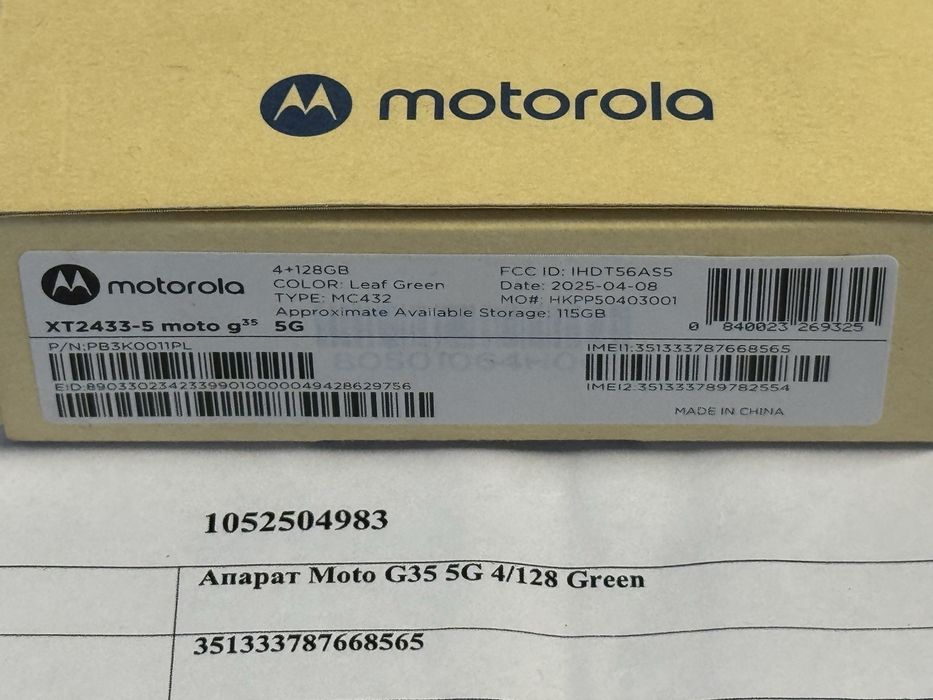 motorola
motorola
4+128GB
COLOR: Leaf Green
TYPE: MC432
Approximate Available Storage: 115GB
FCC ID: IHDT56AS5
Date: 2025-04-08
MO#: HKPP50403001
0 840023 269325
XT2433-5 moto g35 5G
P/N:PB3K0011PL
EID:89033023423399010000049428629756
IMEI1:351333787668565
IMEI2:351333789782554
MADE IN CHINA
1052504983
Апарат Moto G35 5G 4/128 Green
351333787668565